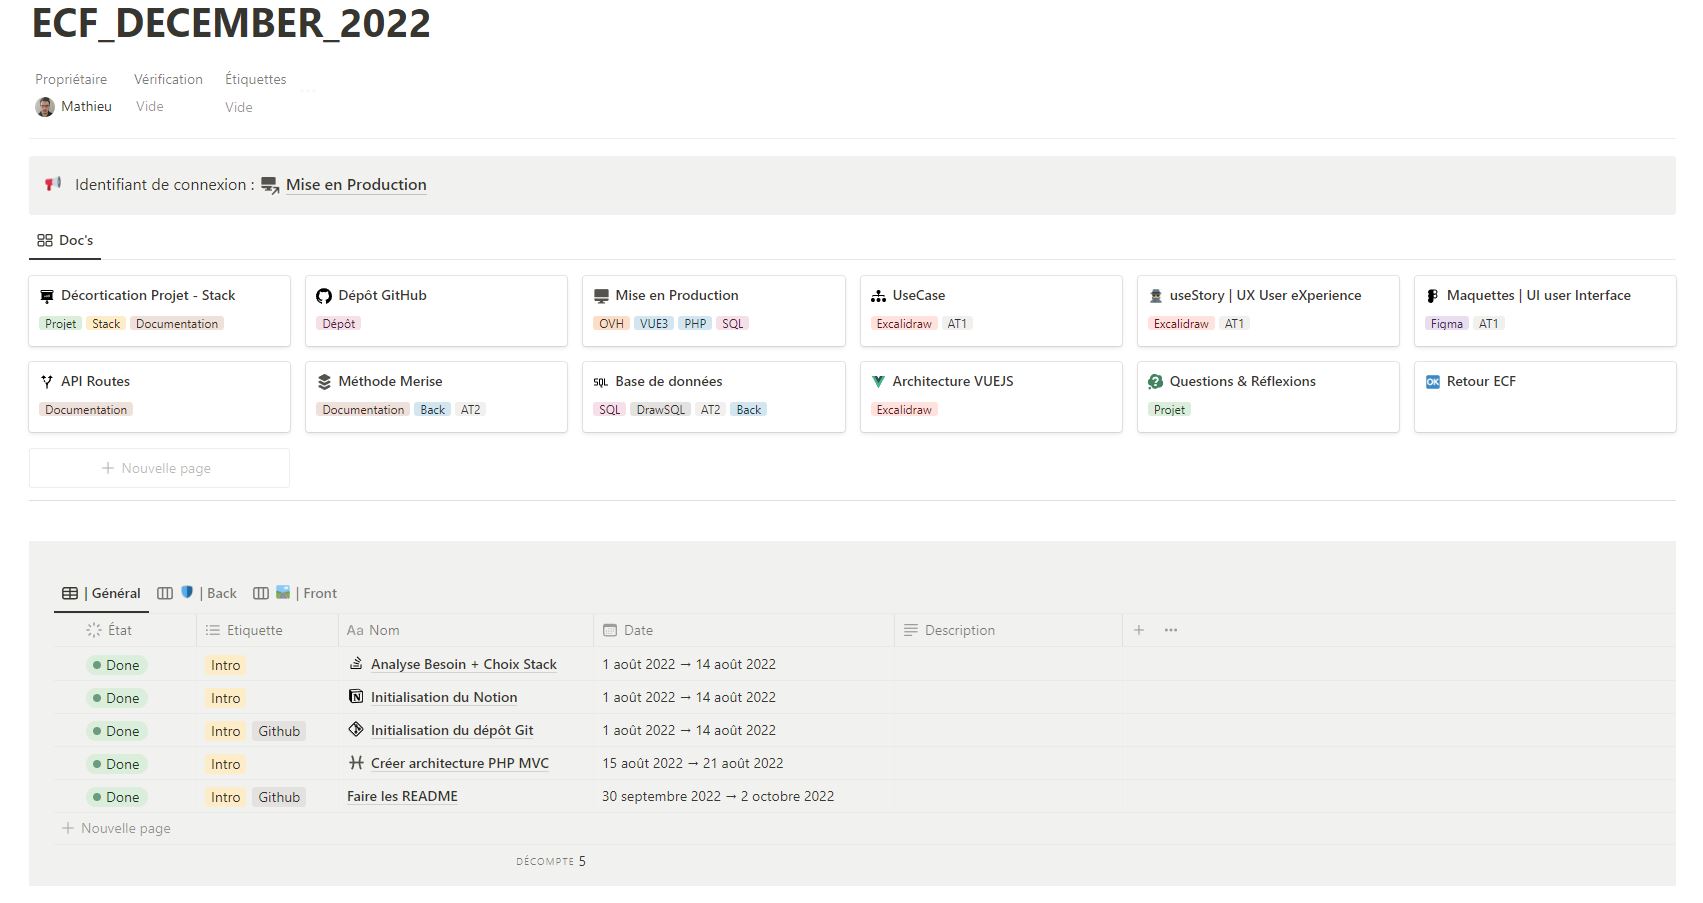 ECF_DECEMBER_2022
Propriétaire Vérification Étiquettes
Mathieu Vide Vide
Identifiant de connexion : Mise en Production
Doc's
Décortication Projet - Stack
Projet Stack Documentation
Dépôt GitHub
Dépôt
Mise en Production
OVH VUE3 PHP SQL
UseCase
Excalidraw AT1
useStory | UX User eXperience
Excalidraw AT1
Maquettes | UI user Interface
Figma AT1
API Routes
Documentation
Méthode Merise
Documentation Back AT2
SQL Base de données
SQL DrawSQL AT2 Back
Architecture VUEJS
Excalidraw
Questions & Réflexions
Projet
OK Retour ECF
+ Nouvelle page
| Général | Back | Front
État Etiquette Aa Nom Date Description + ···
Done Intro Analyse Besoin + Choix Stack 1 août 2022 → 14 août 2022
Done Intro Initialisation du Notion 1 août 2022 → 14 août 2022
Done Intro Github Initialisation du dépôt Git 1 août 2022 → 14 août 2022
Done Intro Créer architecture PHP MVC 15 août 2022 → 21 août 2022
Done Intro Github Faire les README 30 septembre 2022 → 2 octobre 2022
+ Nouvelle page
DÉCOMPTE 5